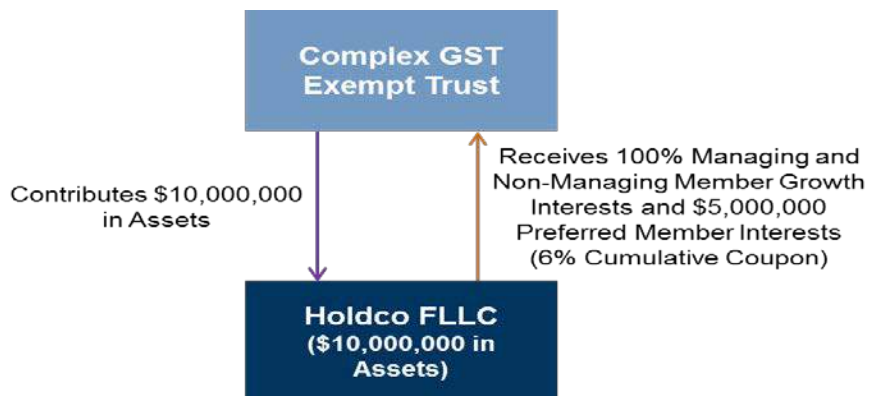 Complex GST
Exempt Trust
Contributes $10,000,000
in Assets
Receives 100% Managing and
Non-Managing Member Growth
Interests and $5,000,000
Preferred Member Interests
(6% Cumulative Coupon)
Holdco FLLC
($10,000,000 in
Assets)